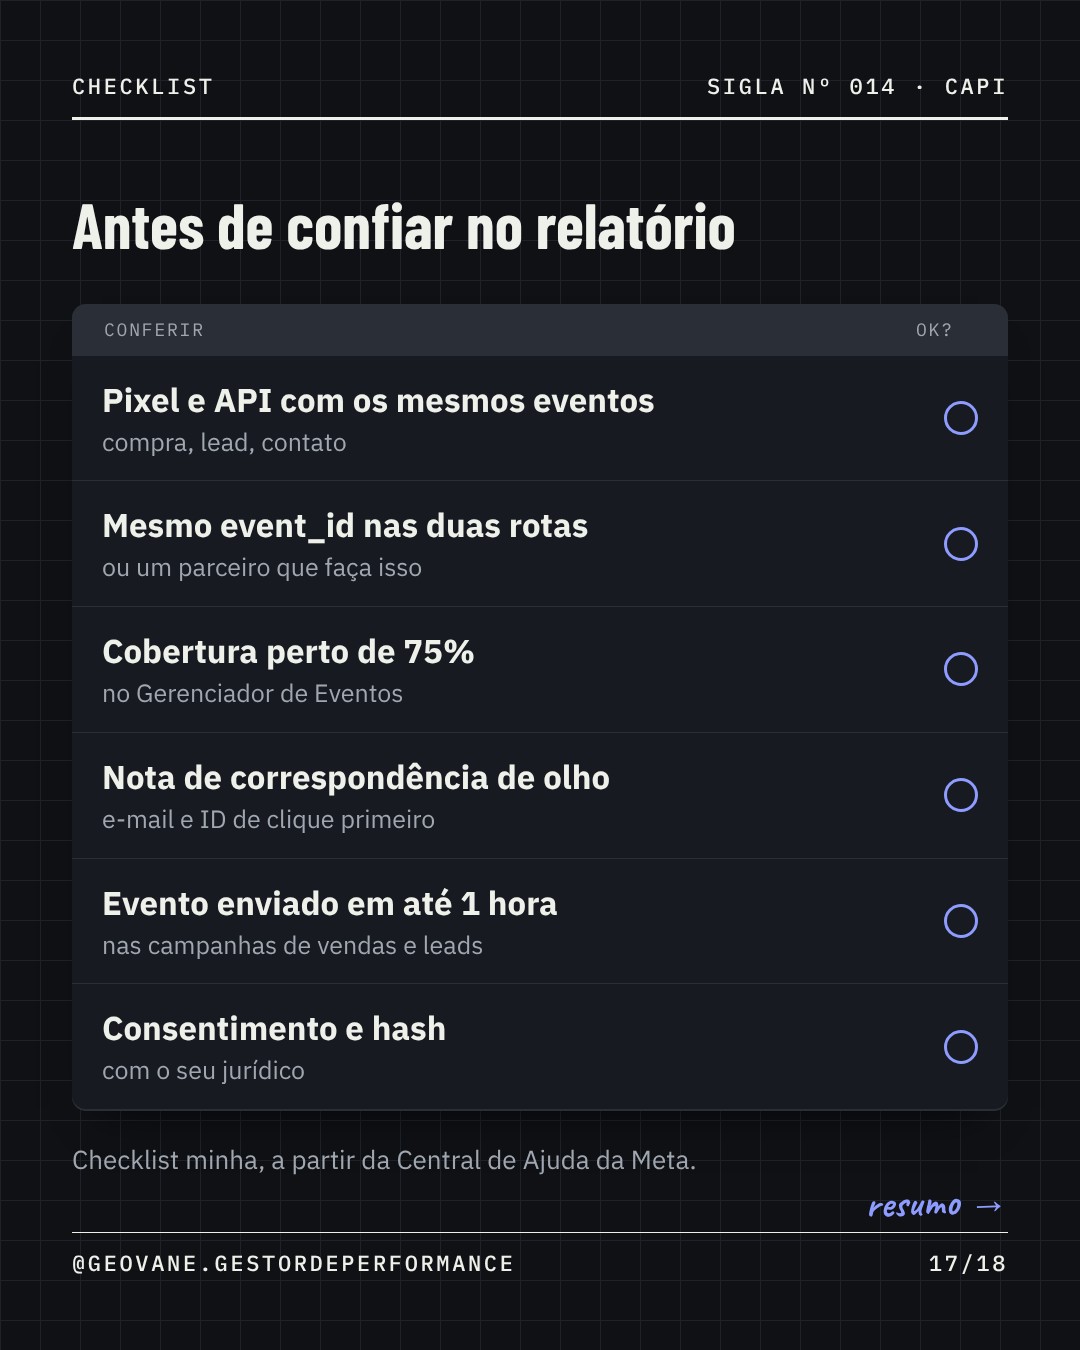 CHECKLIST
SIGLA Nº 014 · CAPI
Antes de confiar no relatório
CONFERIR
OK?
Pixel e API com os mesmos eventos
compra, lead, contato
Mesmo event_id nas duas rotas
ou um parceiro que faça isso
Cobertura perto de 75%
no Gerenciador de Eventos
Nota de correspondência de olho
e-mail e ID de clique primeiro
Evento enviado em até 1 hora
nas campanhas de vendas e leads
Consentimento e hash
com o seu jurídico
Checklist minha, a partir da Central de Ajuda da Meta.
resumo →
@GEOVANE.GESTORDEPERFORMANCE
17/18